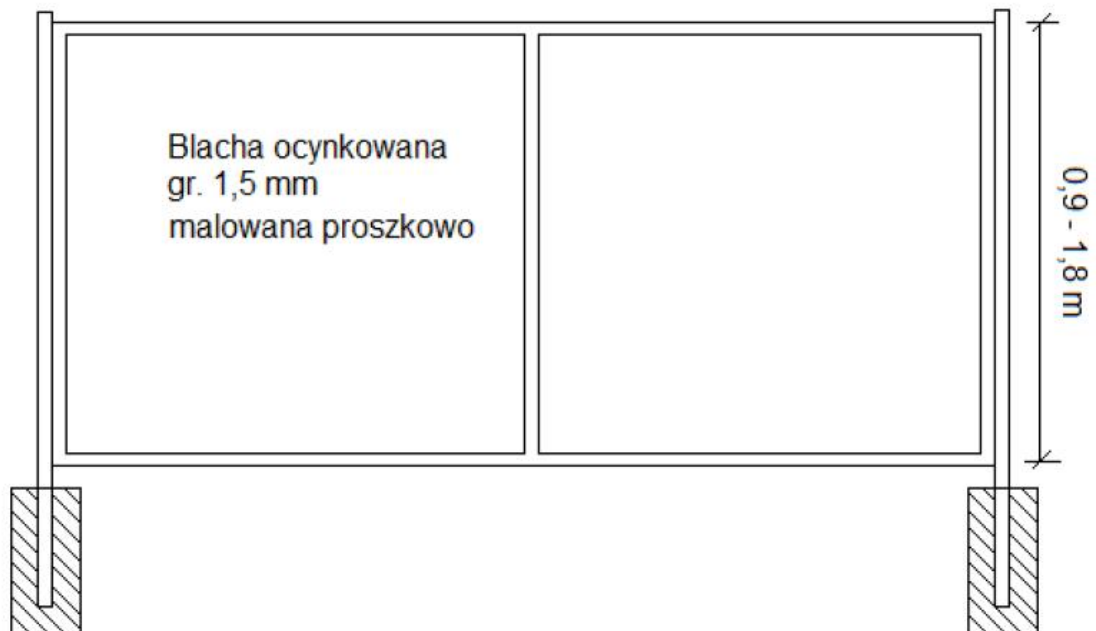 Blacha ocynkowana
gr. 1,5 mm
malowana proszkowo
0,9 - 1,8 m